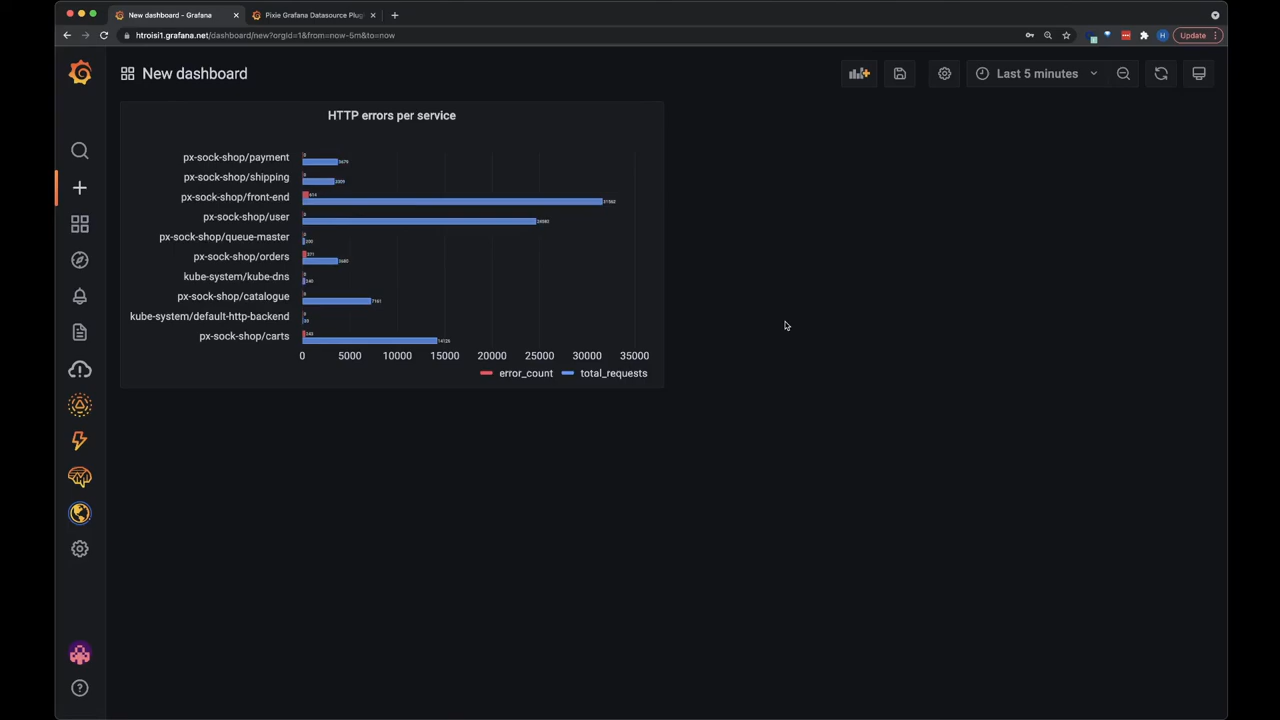 New dashboard - Grafana
Pixie Grafana Datasource Plug
htroisi1.grafana.net/dashboard/new?orgId=1&from=now-5m&to=now
H
Update
New dashboard
Last 5 minutes
HTTP errors per service
px-sock-shop/payment
px-sock-shop/shipping
px-sock-shop/front-end
px-sock-shop/user
px-sock-shop/queue-master
px-sock-shop/orders
kube-system/kube-dns
px-sock-shop/catalogue
kube-system/default-http-backend
px-sock-shop/carts
0 5000 10000 15000 20000 25000 30000 35000
error_count total_requests